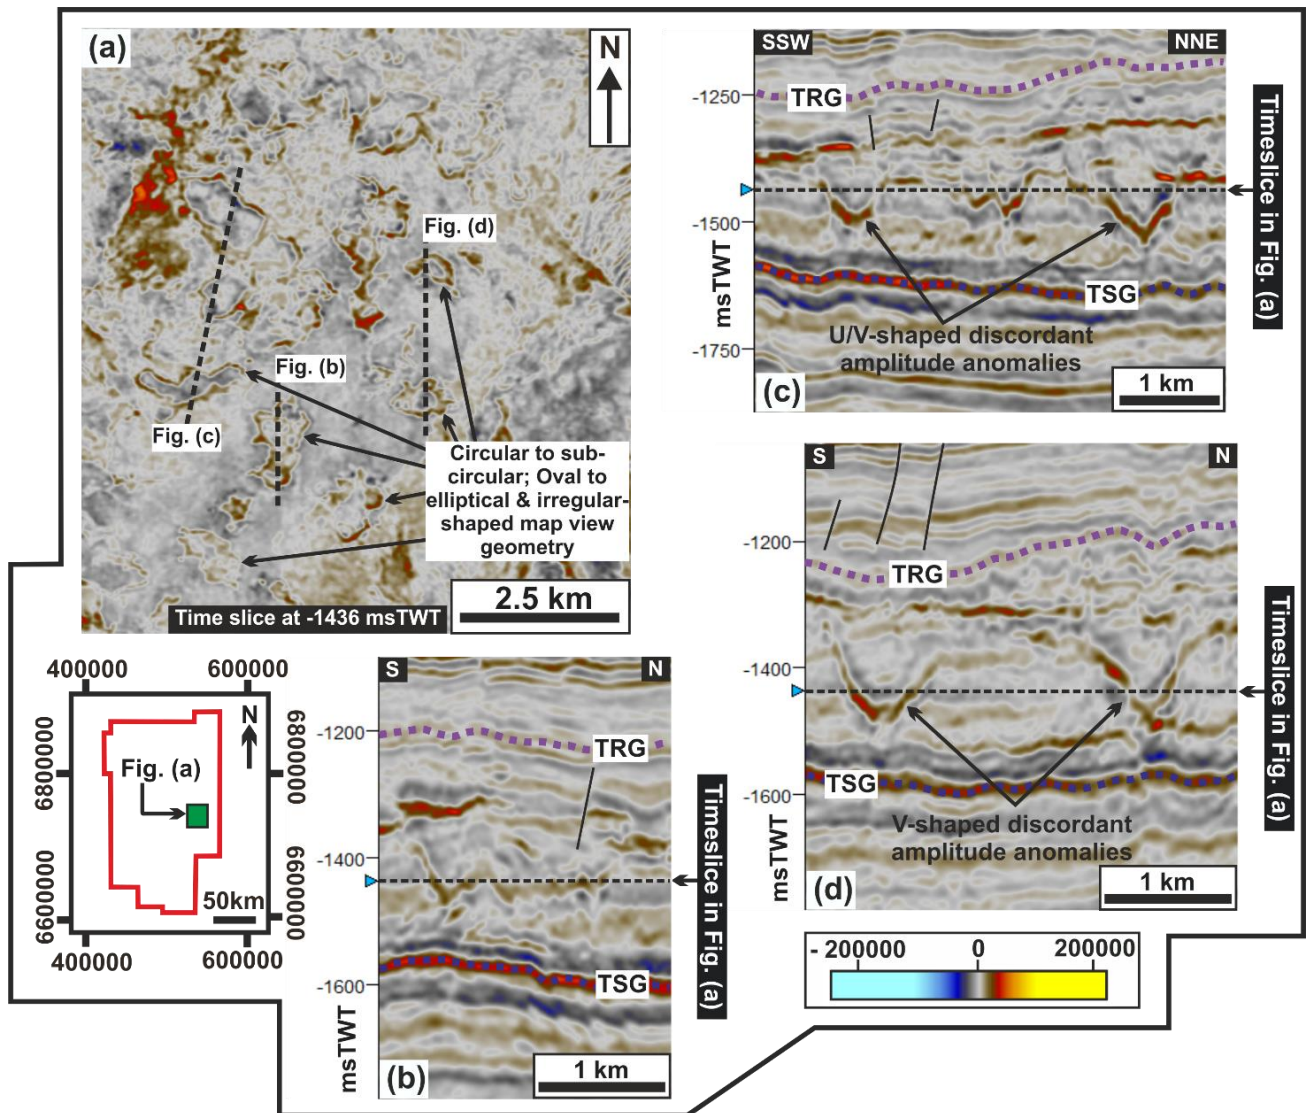 (a)
N
Fig. (d)
Fig. (b)
Fig. (c)
Circular to sub-
circular; Oval to
elliptical & irregular-
shaped map view
geometry
2.5 km
Time slice at -1436 msTWT
SSW
NNE
-1250
TRG
-1500
TSG
msTWT
-1750
U/V-shaped discordant
amplitude anomalies
(c)
1 km
Timeslice in Fig. (a)
S
N
-1200
TRG
-1400
TSG
-1600
msTWT
V-shaped discordant
amplitude anomalies
(d)
1 km
Timeslice in Fig. (a)
400000
600000
N
6800000
6800000
Fig. (a)
50km
6600000
6600000
400000
600000
S
N
-1200
TRG
-1400
-1600
TSG
msTWT
(b)
1 km
Timeslice in Fig. (a)
- 200000
0
200000